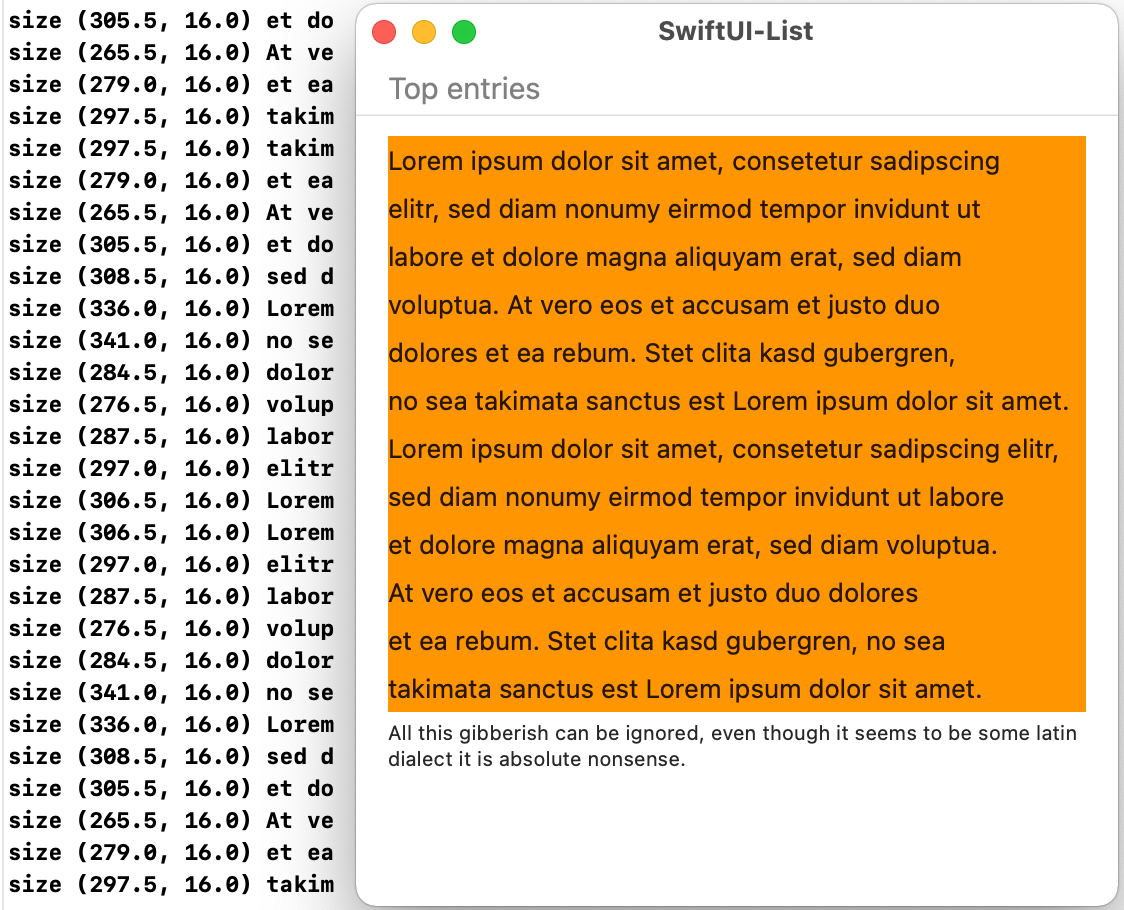 size (305.5, 16.0) et do
size (265.5, 16.0) At ve
size (279.0, 16.0) et ea
size (297.5, 16.0) takim
size (297.5, 16.0) takim
size (279.0, 16.0) et ea
size (265.5, 16.0) At ve
size (305.5, 16.0) et do
size (308.5, 16.0) sed d
size (336.0, 16.0) Lorem
size (341.0, 16.0) no se
size (284.5, 16.0) dolor
size (276.5, 16.0) volup
size (287.5, 16.0) labor
size (297.0, 16.0) elitr
size (306.5, 16.0) Lorem
size (306.5, 16.0) Lorem
size (297.0, 16.0) elitr
size (287.5, 16.0) labor
size (276.5, 16.0) volup
size (284.5, 16.0) dolor
size (341.0, 16.0) no se
size (336.0, 16.0) Lorem
size (308.5, 16.0) sed d
size (305.5, 16.0) et do
size (265.5, 16.0) At ve
size (279.0, 16.0) et ea
size (297.5, 16.0) takim
SwiftUI-List
Top entries
Lorem ipsum dolor sit amet, consetetur sadipscing
elitr, sed diam nonumy eirmod tempor invidunt ut
labore et dolore magna aliquyam erat, sed diam
voluptua. At vero eos et accusam et justo duo
dolores et ea rebum. Stet clita kasd gubergren,
no sea takimata sanctus est Lorem ipsum dolor sit amet.
Lorem ipsum dolor sit amet, consetetur sadipscing elitr,
sed diam nonumy eirmod tempor invidunt ut labore
et dolore magna aliquyam erat, sed diam voluptua.
At vero eos et accusam et justo duo dolores
et ea rebum. Stet clita kasd gubergren, no sea
takimata sanctus est Lorem ipsum dolor sit amet.
All this gibberish can be ignored, even though it seems to be some latin
dialect it is absolute nonsense.